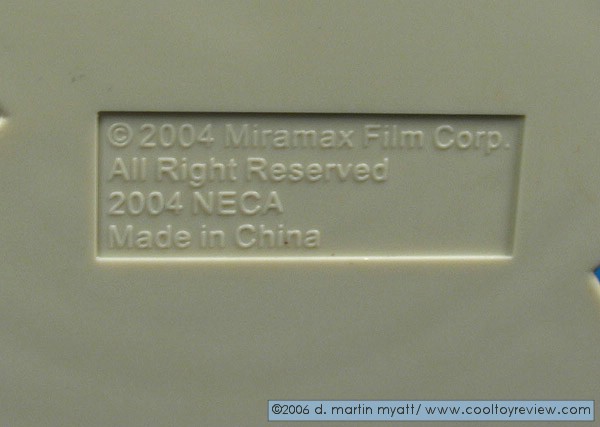 © 2004 Miramax Film Corp.
All Right Reserved
2004 NECA
Made in China
©2006 d. martin myatt/ www.cooltoyreview.com